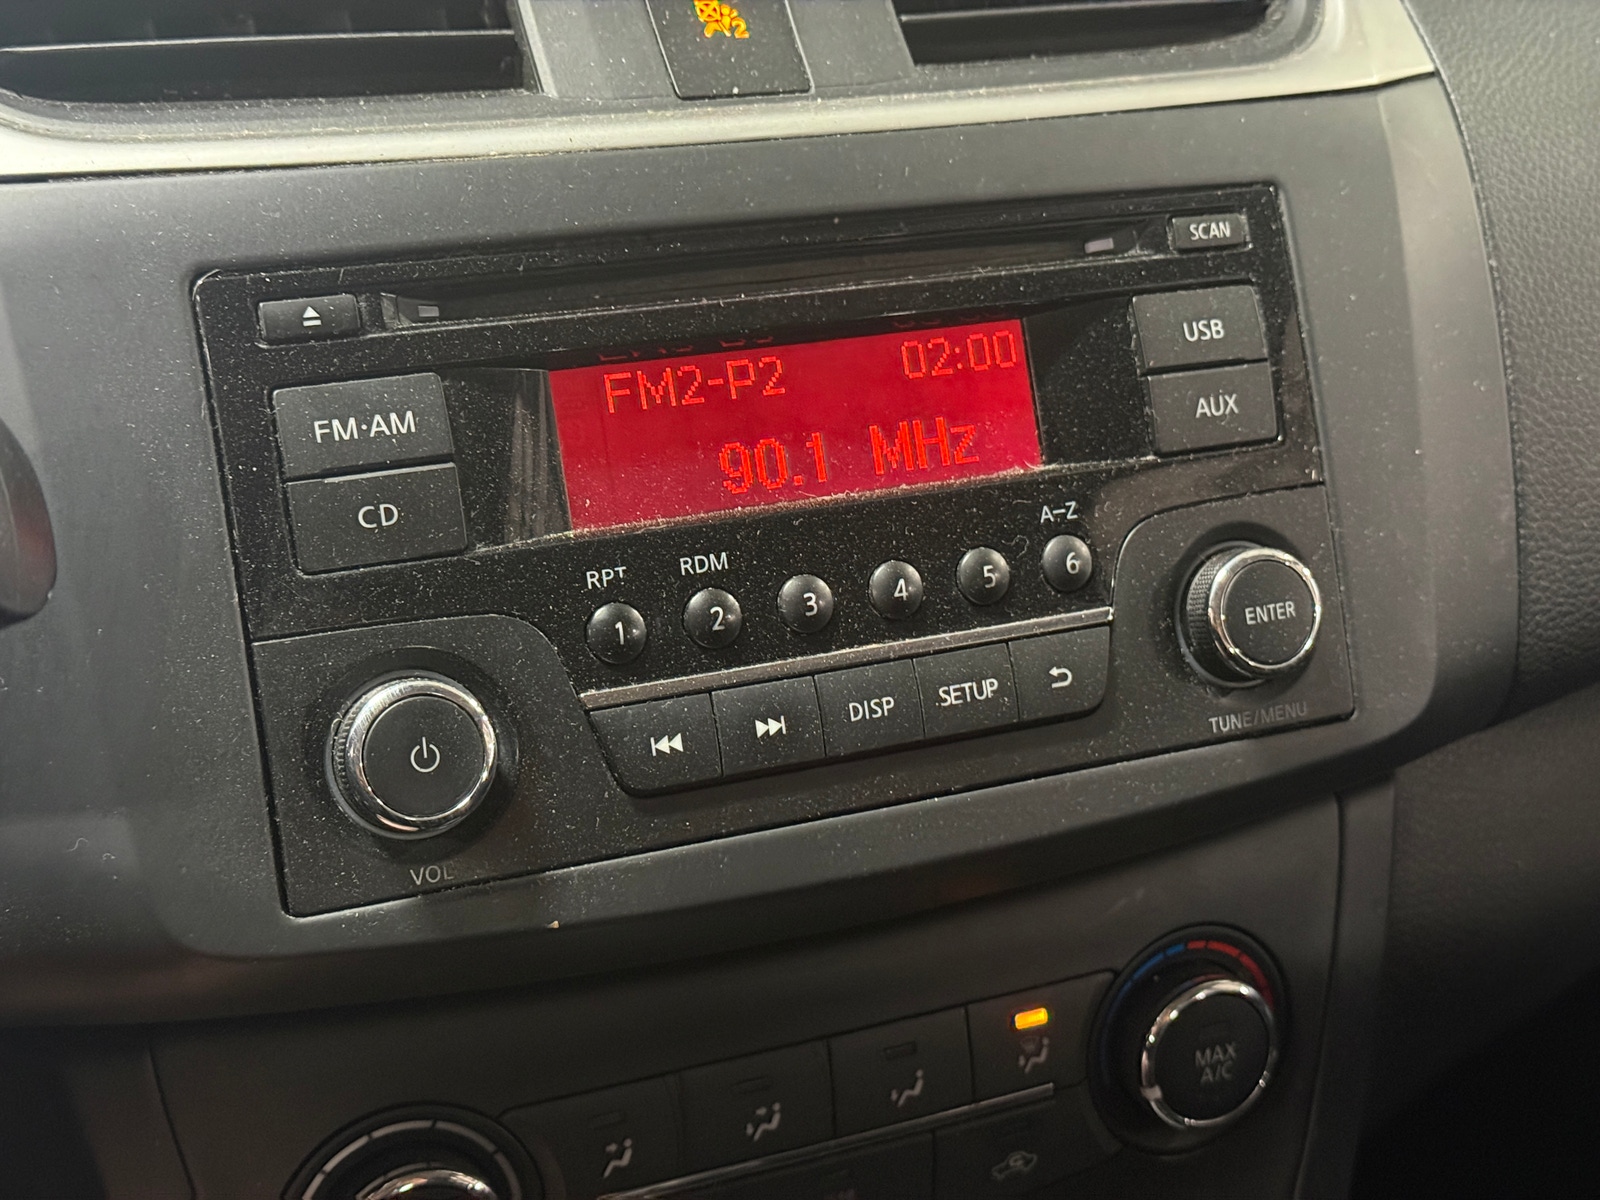 2
SCAN
USB
AUX
FM·AM
CD
FM2-P2 02:00
90.1 MHz
RPT RDM A-Z
1 2 3 4 5 6
DISP SETUP
ENTER
TUNE/MENU
VOL
MAX
A/C